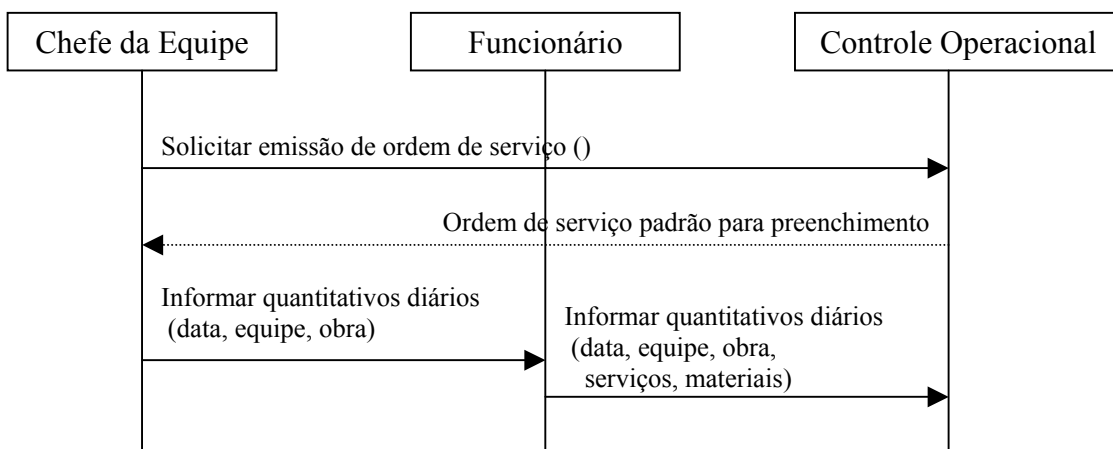 Chefe da Equipe
Funcionário
Controle Operacional
Solicitar emissão de ordem de serviço ()
Ordem de serviço padrão para preenchimento
Informar quantitativos diários
(data, equipe, obra)
Informar quantitativos diários
(data, equipe, obra,
serviços, materiais)